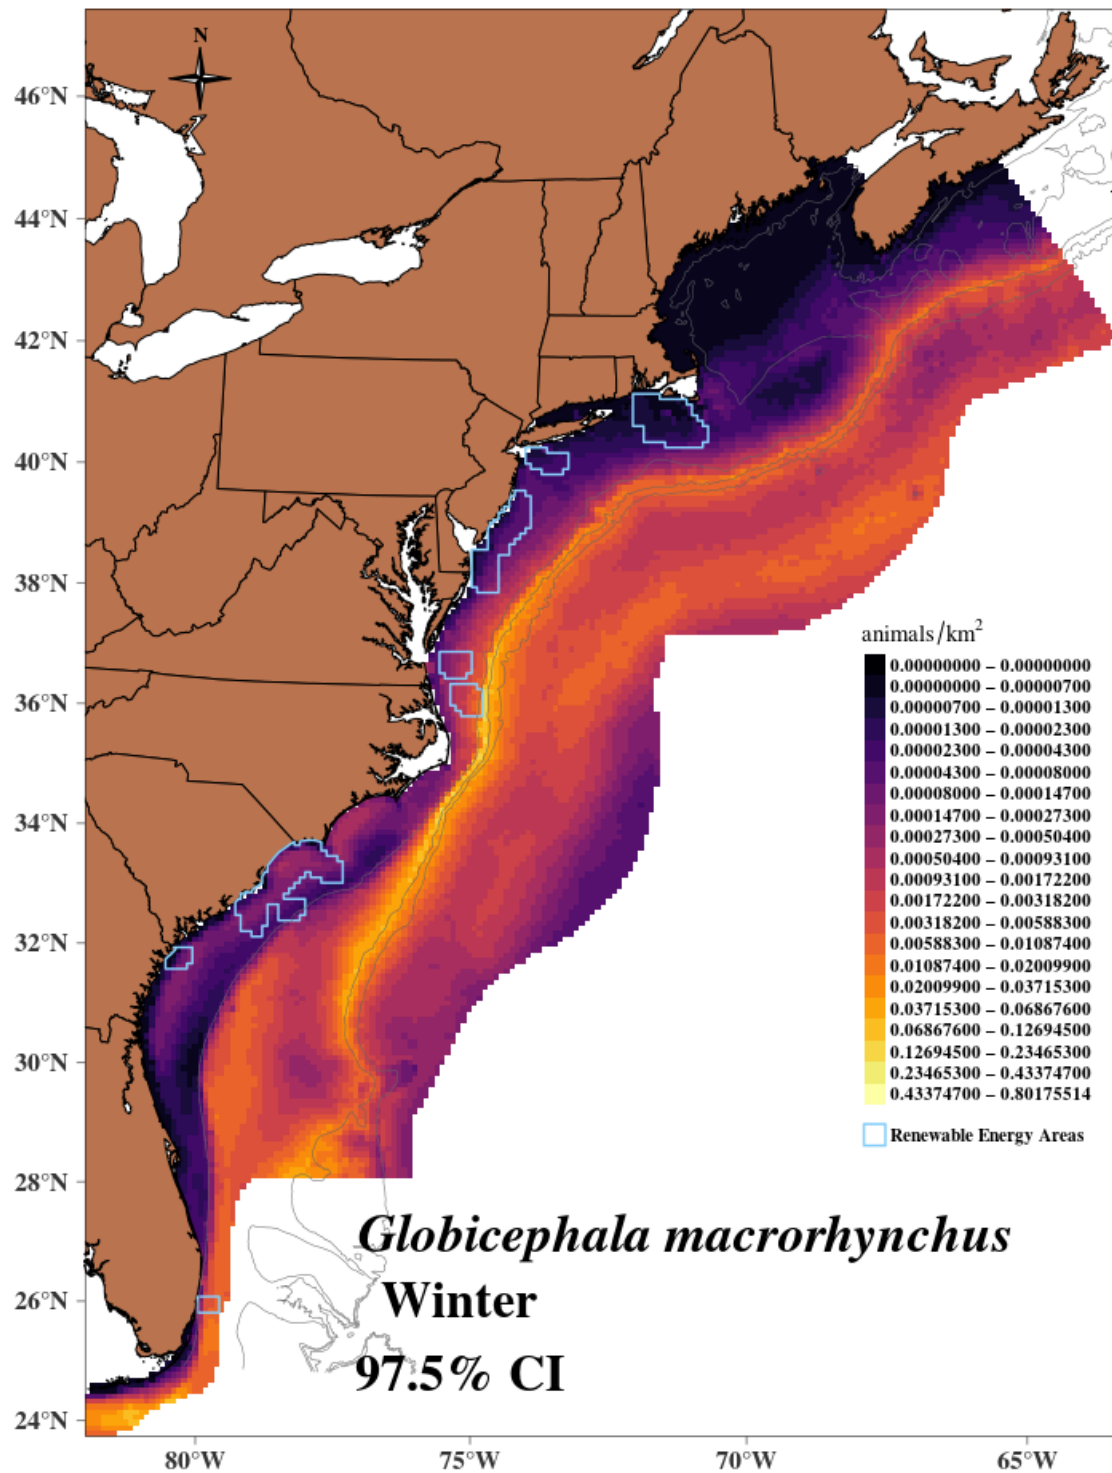 N
46°N
44°N
42°N
40°N
38°N
36°N
34°N
32°N
30°N
28°N
26°N
24°N
80°W
75°W
70°W
65°W
animals/km²
0.00000000 – 0.00000000
0.00000000 – 0.00000700
0.00000700 – 0.00001300
0.00001300 – 0.00002300
0.00002300 – 0.00004300
0.00004300 – 0.00008000
0.00008000 – 0.00014700
0.00014700 – 0.00027300
0.00027300 – 0.00050400
0.00050400 – 0.00093100
0.00093100 – 0.00172200
0.00172200 – 0.00318200
0.00318200 – 0.00588300
0.00588300 – 0.01087400
0.01087400 – 0.02009900
0.02009900 – 0.03715300
0.03715300 – 0.06867600
0.06867600 – 0.12694500
0.12694500 – 0.23465300
0.23465300 – 0.43374700
0.43374700 – 0.80175514
Renewable Energy Areas
Globicephala macrorhynchus
Winter
97.5% CI